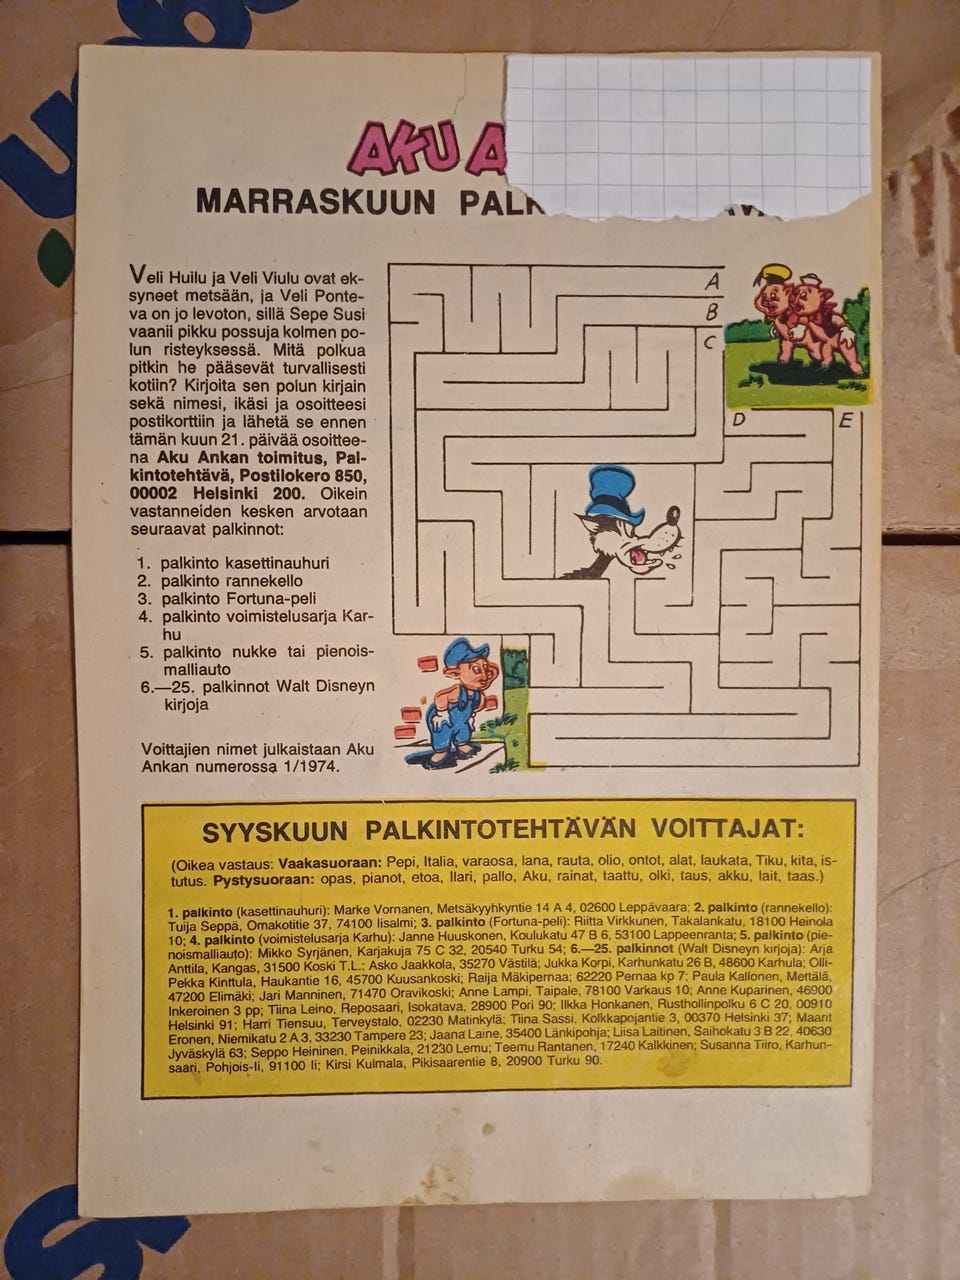 AKU A
MARRASKUUN
Veli Huilu ja Veli Viulu ovat ek-
syneet metsään, ja Veli Ponte-
va on jo levoton, sillä Sepe Susi
vaanii pikku possuja kolmen po-
lun risteyksessä. Mitä polkua
pitkin he pääsevät turvallisesti
kotiin? Kirjoita sen polun kirjain
sekä nimesi, ikäsi ja osoitteesi
postikorttiin ja lähetä se ennen
tämän kuun 21. päivää osoittee-
na Aku Ankan toimitus, Pal-
kintotehtävä, Postilokero 850,
00002 Helsinki 200. Oikein
vastanneiden kesken arvotaan
seuraavat palkinnot:
1. palkinto kasettinauhuri
2. palkinto rannekello
3. palkinto Fortuna-peli
4. palkinto voimistelusarja Kar-
hu
5. palkinto nukke tai pienois-
malliauto
6.—25. palkinnot Walt Disneyn
kirjoja
Voittajien nimet julkaistaan Aku
Ankan numerossa 1/1974.
A
B
C
D
E
SYYSKUUN PALKINTOTEHTÄVÄN VOITTAJAT:
(Oikea vastaus: Vaakasuoraan: Pepi, Italia, varaosa, lana, rauta, olio, ontot, alat, laukata, Tiku, kita, is-
tutus. Pystysuoraan: opas, pianot, etoa, Ilari, pallo, Aku, rainat, taattu, olki, taus, akku, lait, taas.)
1. palkinto (kasettinauhuri): Marke Vornanen, Metsäkyyhkyntie 14 A 4, 02600 Leppävaara; 2. palkinto (rannekello):
Tuija Seppä, Omakotitie 37, 74100 Iisalmi; 3. palkinto (Fortuna-peli): Riitta Virkkunen, Takalankatu, 18100 Heinola
10; 4. palkinto (voimistelusarja Karhu): Janne Huuskonen, Koulukatu 47 B 6, 53100 Lappeenranta; 5. palkinto (pie-
noismalliauto): Mikko Syrjänen, Karjakuja 75 C 32, 20540 Turku 54; 6.—25. palkinnot (Walt Disneyn kirjoja): Arja
Anttila, Kangas, 31500 Koski T.L.: Asko Jaakkola, 35270 Västilä; Jukka Korpi, Karhunkatu 26 B, 48600 Karhula; Olli-
Pekka Kinttula, Haukantie 16, 45700 Kuusankoski; Raija Mäkipernaa; 62220 Pernaa kp 7; Paula Kallonen, Mettälä,
47200 Elimäki; Jari Manninen, 71470 Oravikoski; Anne Lampi, Taipale, 78100 Varkaus 10; Anne Kuparinen, 46900
Inkeroinen 3 pp; Tiina Leino, Reposaari, Isokatava, 28900 Pori 90; Ilkka Honkanen, Rusthollinpolku 6 C 20, 00910
Helsinki 91; Harri Tiensuu, Terveystalo, 02230 Matinkylä; Tiina Sassi, Kolkkapojantie 3, 00370 Helsinki 37; Maarit
Eronen, Niemikatu 2 A 3, 33230 Tampere 23; Jaana Laine, 35400 Länkipohja; Liisa Laitinen, Saihokatu 3 B 22, 40630
Jyväskylä 63; Seppo Heininen, Peinikkala, 21230 Lemu; Teemu Rantanen, 17240 Kalkkinen; Susanna Tiiro, Karhun-
saari, Pohjois-Ii, 91100 Ii; Kirsi Kulmala, Pikisaarentie 8, 20900 Turku 90.